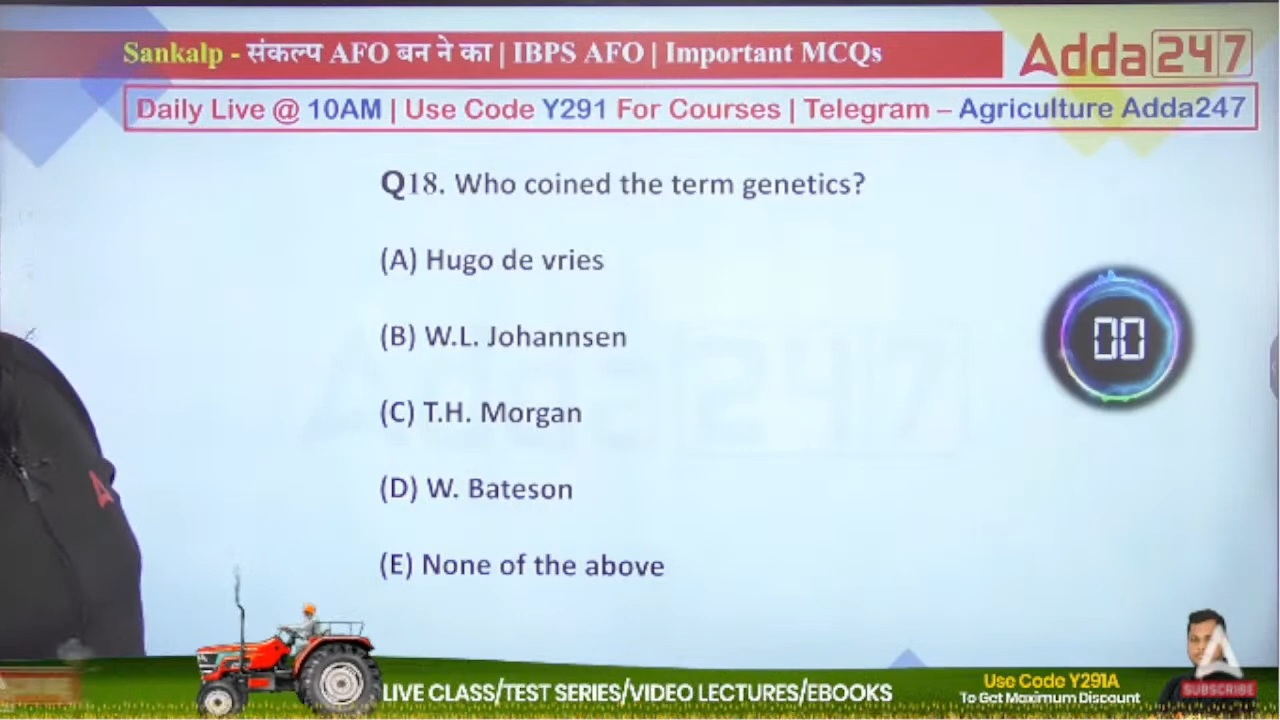 Sankalp - संकल्प AFO बन ने का | IBPS AFO | Important MCQs
Adda247
Daily Live @ 10AM | Use Code Y291 For Courses | Telegram – Agriculture Adda247
Q18. Who coined the term genetics?
(A) Hugo de vries
(B) W.L. Johannsen
00
(C) T.H. Morgan
(D) W. Bateson
(E) None of the above
LIVE CLASS/TEST SERIES/VIDEO LECTURES/EBOOKS
Use Code Y291A
To Get Maximum Discount
SUBSCRIBE
Adda247